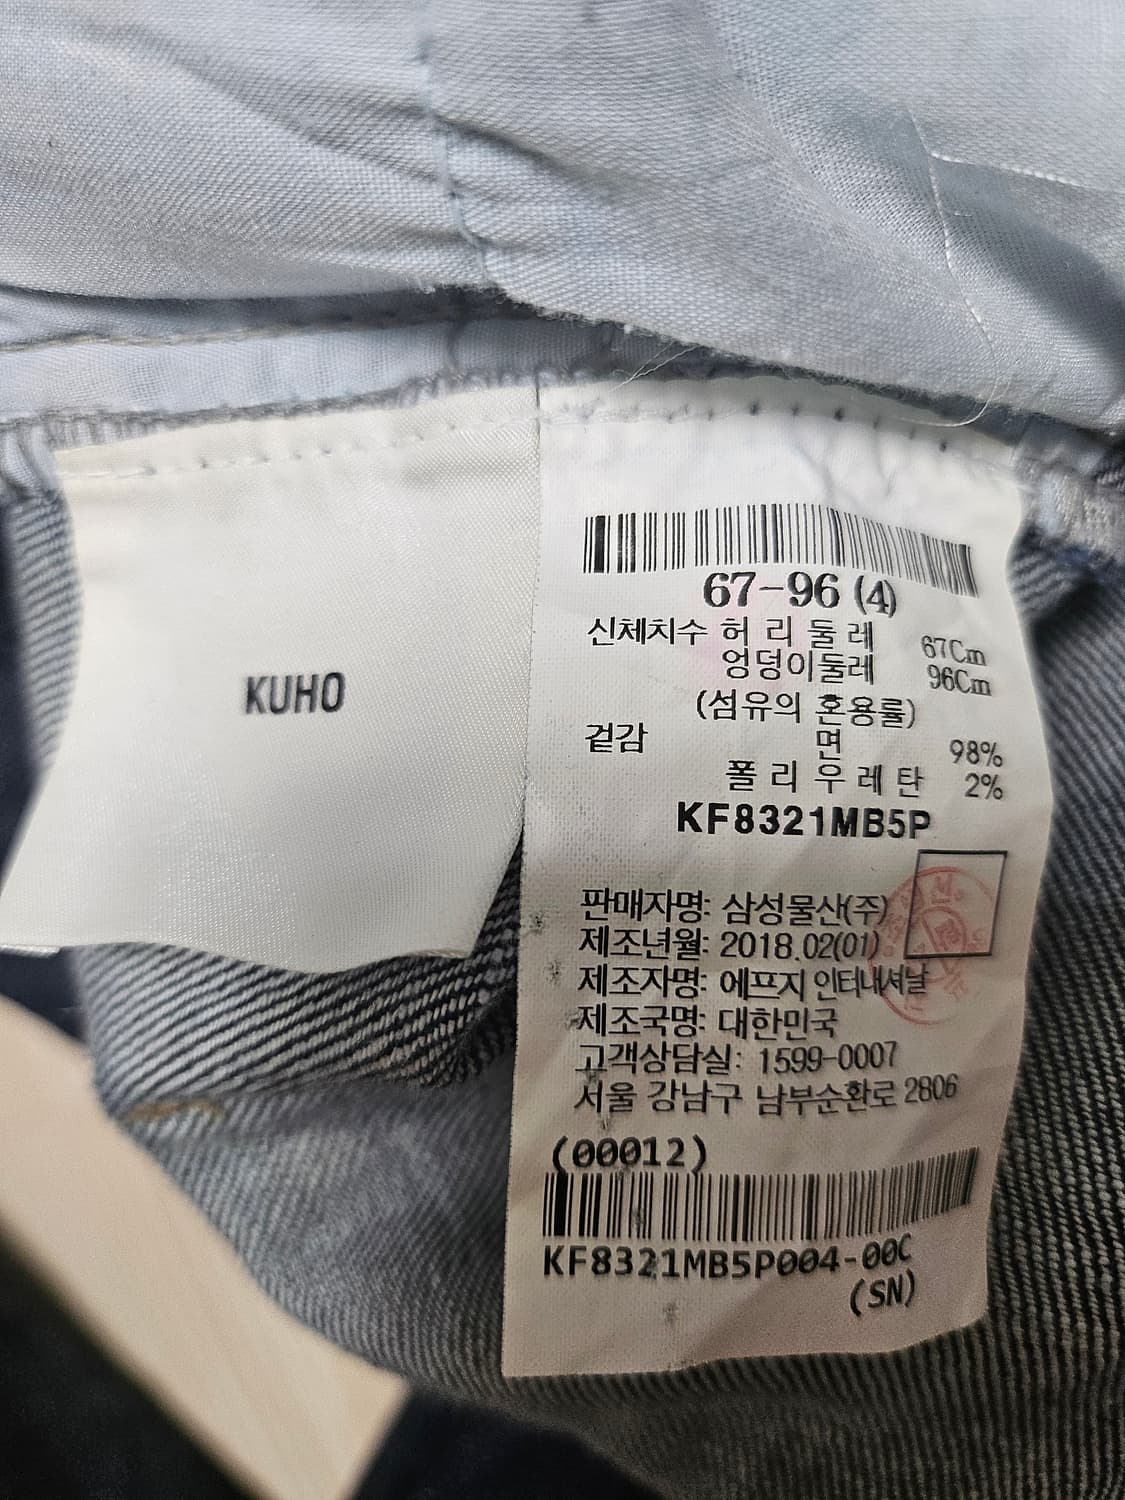 KUHO
67-96 (4)
신체치수 허 리 둘 레 67Cm
엉덩이둘레 96Cm
(섬유의 혼용률)
겉감 면 98%
폴 리 우 레 탄 2%
KF8321MB5P
판매자명: 삼성물산(주)
제조년월: 2018.02(01)
제조자명: 에프지 인터내셔날
제조국명: 대한민국
고객상담실: 1599-0007
서울 강남구 남부순환로 2806
(00012)
KF8321MB5P004-00C
(SN)